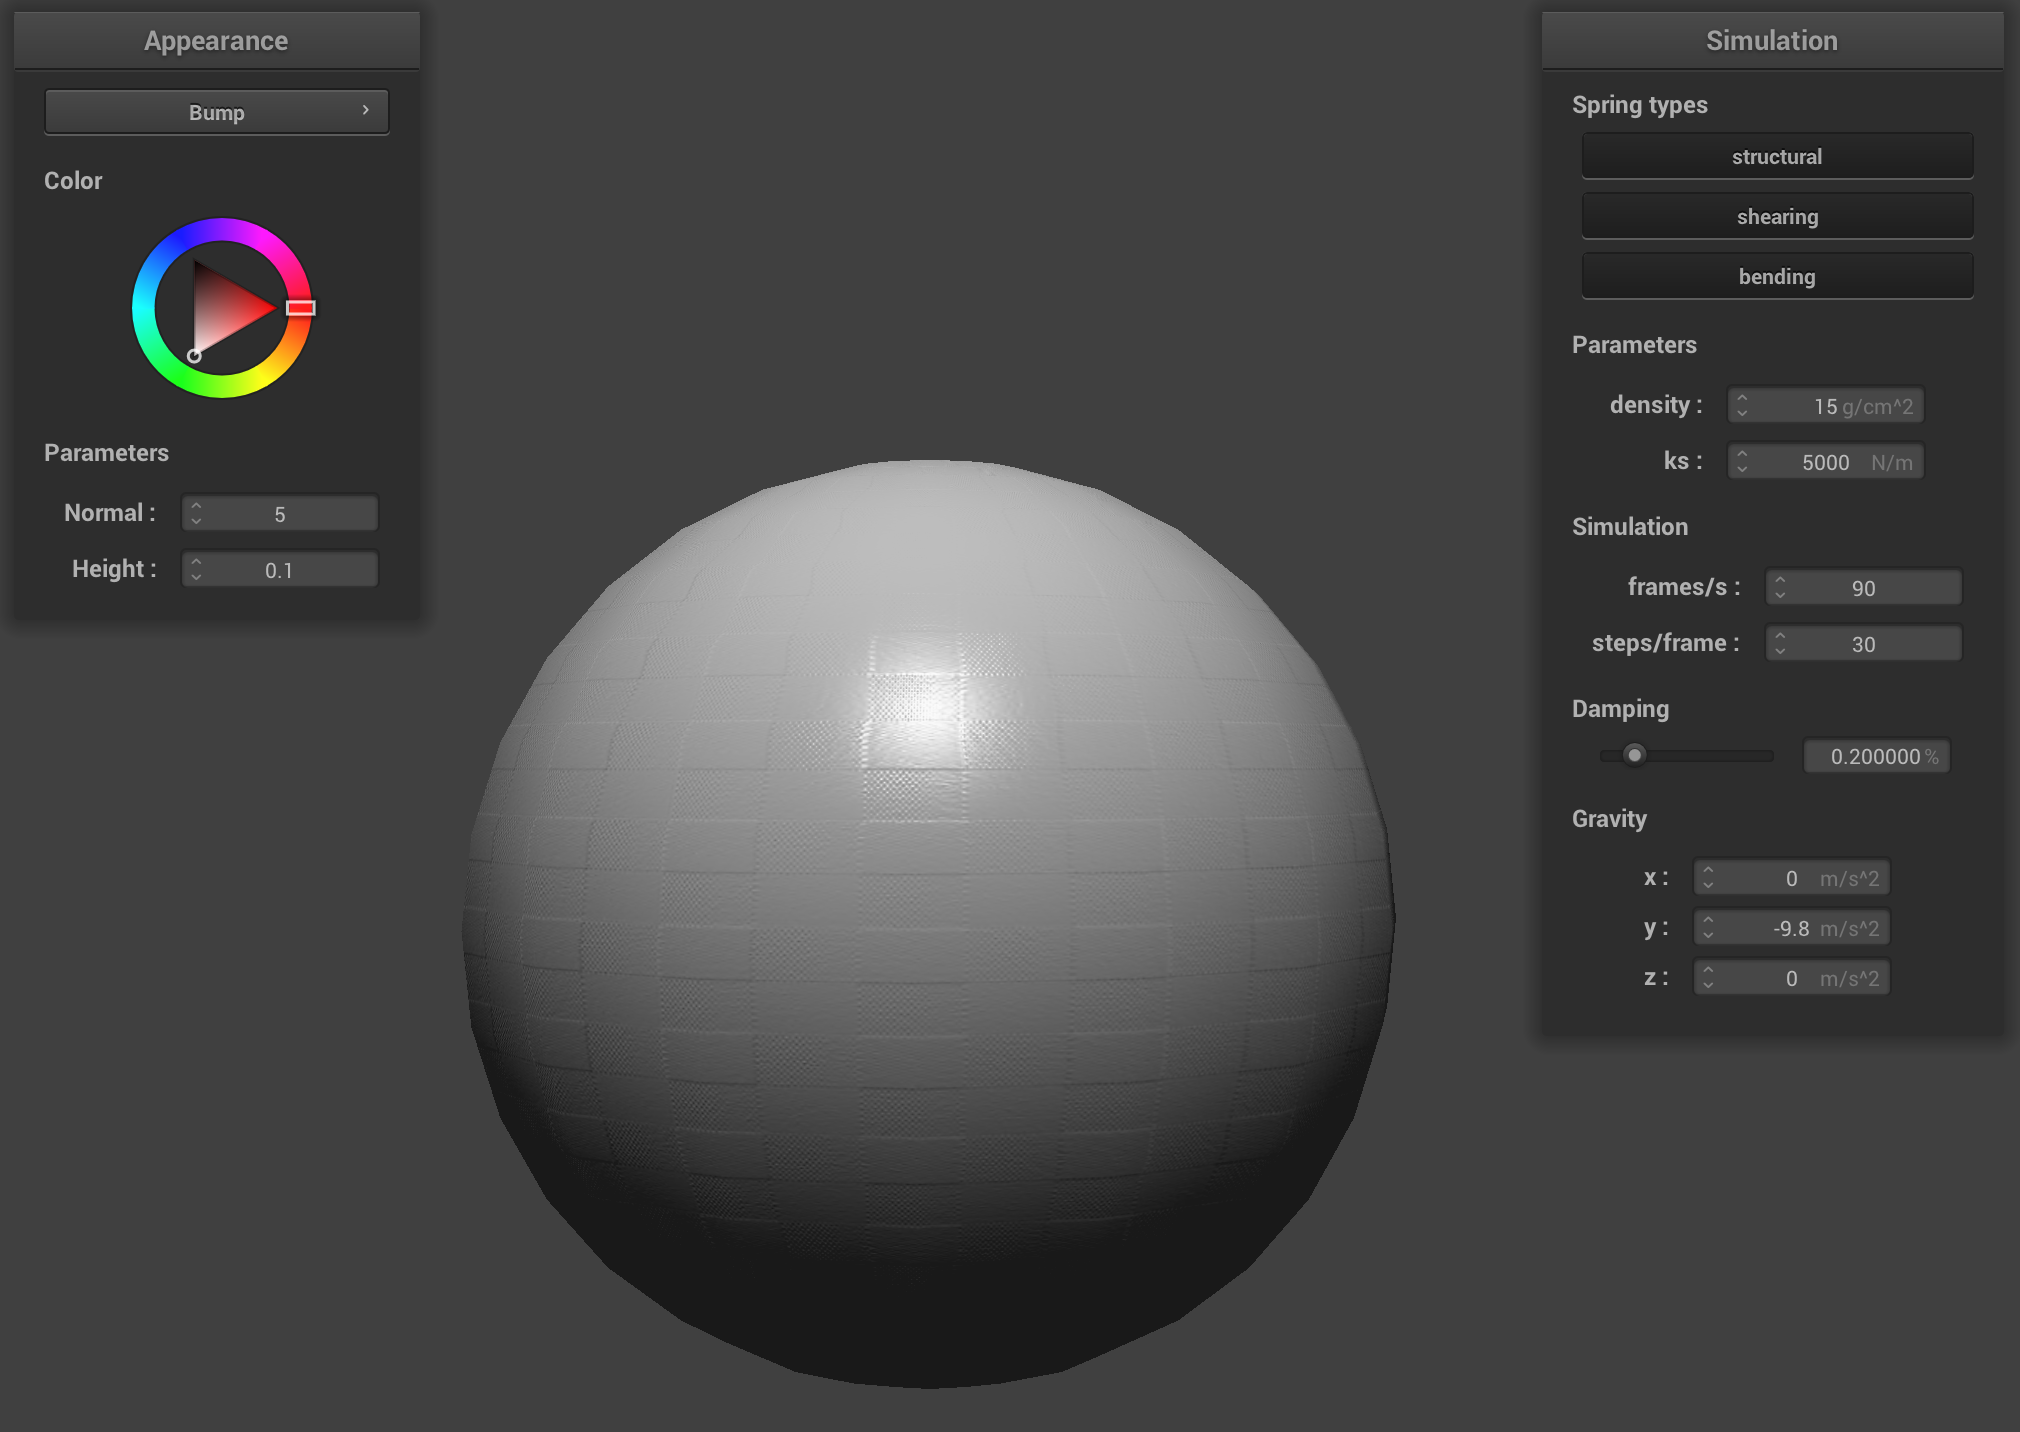 Appearance
Bump
Color
Parameters
Normal : 5
Height : 0.1
Simulation
Spring types
structural
shearing
bending
Parameters
density : 15 g/cm^2
ks : 5000 N/m
Simulation
frames/s : 90
steps/frame : 30
Damping
0.200000 %
Gravity
x : 0 m/s^2
y : -9.8 m/s^2
z : 0 m/s^2